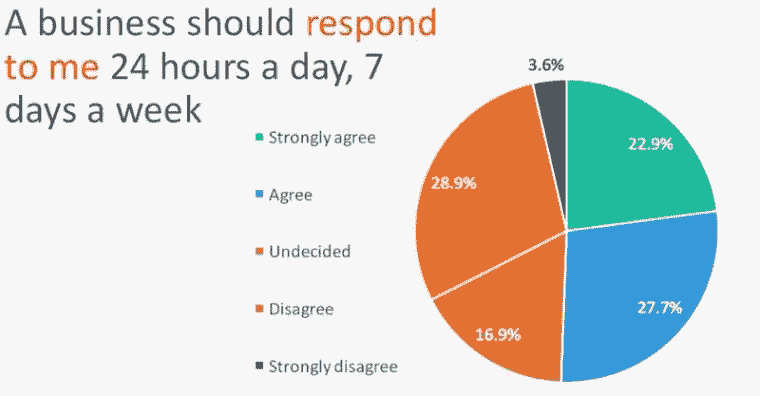 A business should respond
to me 24 hours a day, 7
days a week
3.6%
Strongly agree
22.9%
28.9%
Agree
Undecided
Disagree
27.7%
16.9%
Strongly disagree